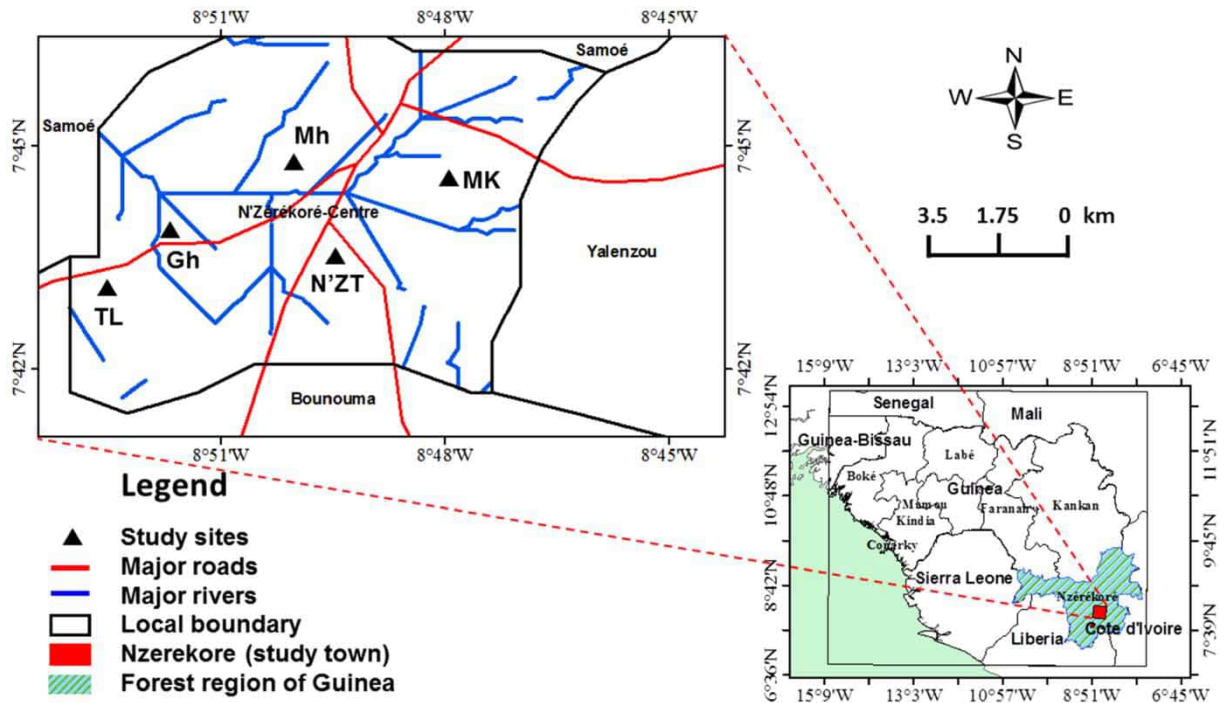 8°51'W 8°48'W 8°45'W
Samoé
Samoé
7°45'N
7°45'N
Mh
MK
N'Zérékoré-Centre
Gh
N'ZT
TL
Yalenzou
7°42'N
7°42'N
Bounouma
8°51'W 8°48'W 8°45'W
N
W E
S
3.5 1.75 0 km
Legend
Study sites
Major roads
Major rivers
Local boundary
Nzerekore (study town)
Forest region of Guinea
15°9'W 13°3'W 10°57'W 8°51'W 6°45'W
12°54'N
10°48'N
8°42'N
6°36'N
11°51'N
9°45'N
7°39'N
Senegal
Mali
Guinea-Bissau
Labé
Boké
Guinea
Mamou
Faranah
Kankan
Kindia
Conarky
Sierra Leone
Nzérékoré
Cote d'Ivoire
Liberia
15°9'W 13°3'W 10°57'W 8°51'W 6°45'W